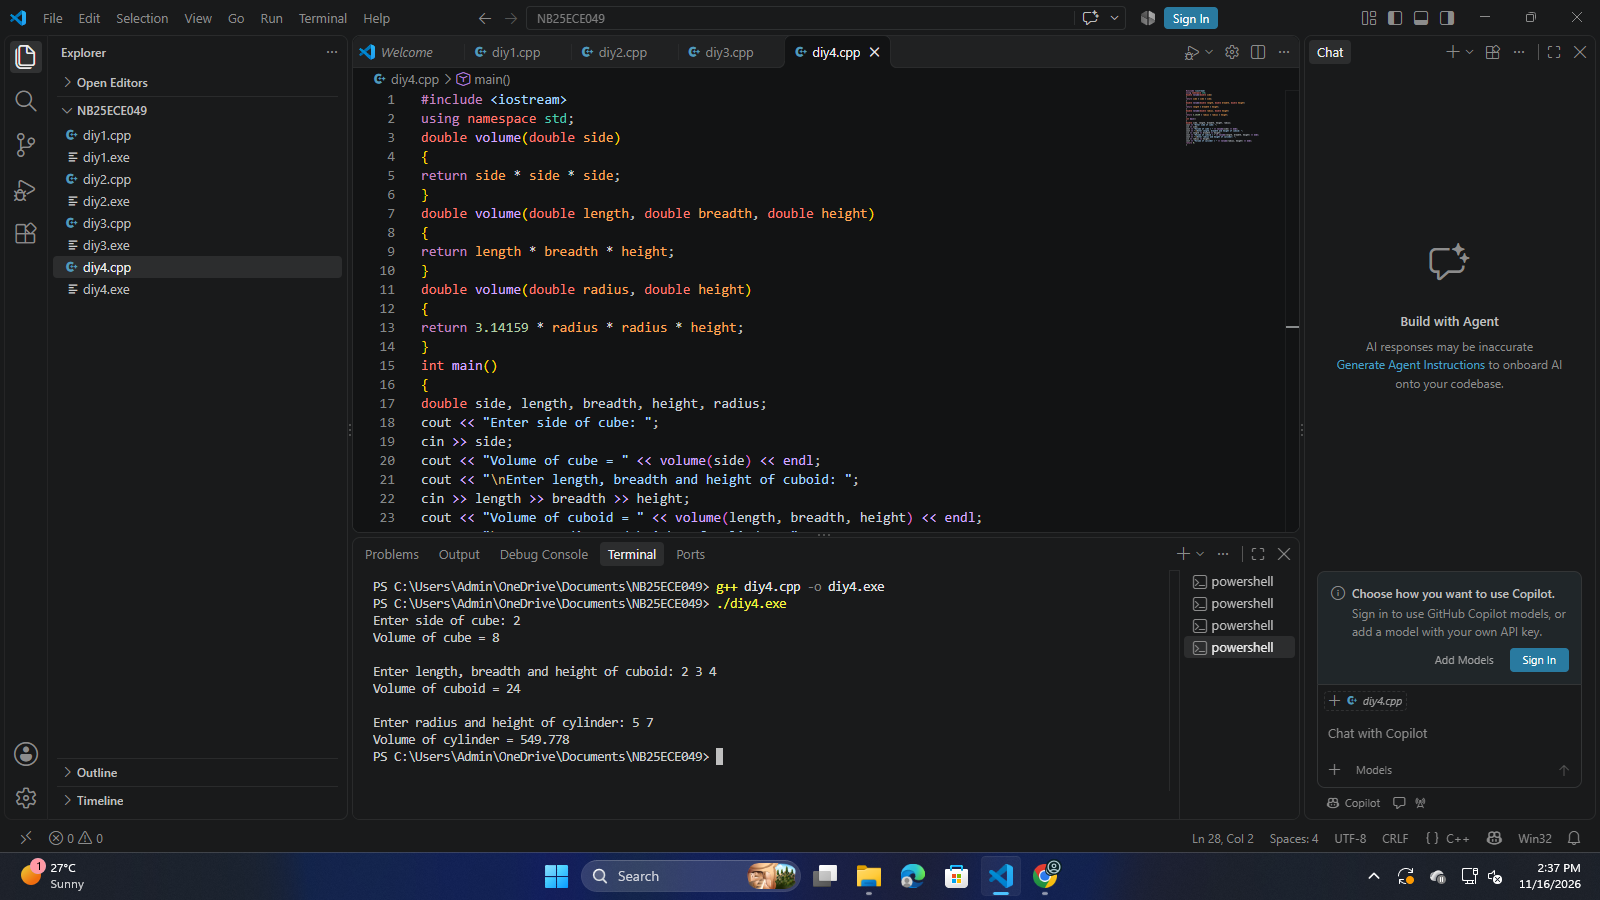 File Edit Selection View Go Run Terminal Help
NB25ECE049
Sign In
Explorer
Open Editors
NB25ECE049
diy1.cpp
diy1.exe
diy2.cpp
diy2.exe
diy3.cpp
diy3.exe
diy4.cpp
diy4.exe
Outline
Timeline
Welcome diy1.cpp diy2.cpp diy3.cpp diy4.cpp
diy4.cpp > main()
1 #include <iostream>
2 using namespace std;
3 double volume(double side)
4 {
5 return side * side * side;
6 }
7 double volume(double length, double breadth, double height)
8 {
9 return length * breadth * height;
10 }
11 double volume(double radius, double height)
12 {
13 return 3.14159 * radius * radius * height;
14 }
15 int main()
16 {
17 double side, length, breadth, height, radius;
18 cout << "Enter side of cube: ";
19 cin >> side;
20 cout << "Volume of cube = " << volume(side) << endl;
21 cout << "\nEnter length, breadth and height of cuboid: ";
22 cin >> length >> breadth >> height;
23 cout << "Volume of cuboid = " << volume(length, breadth, height) << endl;
Problems Output Debug Console Terminal Ports
PS C:\Users\Admin\OneDrive\Documents\NB25ECE049> g++ diy4.cpp -o diy4.exe
PS C:\Users\Admin\OneDrive\Documents\NB25ECE049> ./diy4.exe
Enter side of cube: 2
Volume of cube = 8
Enter length, breadth and height of cuboid: 2 3 4
Volume of cuboid = 24
Enter radius and height of cylinder: 5 7
Volume of cylinder = 549.778
PS C:\Users\Admin\OneDrive\Documents\NB25ECE049>
powershell
powershell
powershell
powershell
Chat
Build with Agent
AI responses may be inaccurate
Generate Agent Instructions to onboard AI
onto your codebase.
Choose how you want to use Copilot.
Sign in to use GitHub Copilot models, or
add a model with your own API key.
Add Models Sign In
diy4.cpp
Chat with Copilot
Models
Copilot
0 0
Ln 28, Col 2 Spaces: 4 UTF-8 CRLF {} C++ Win32
1
27°C
Sunny
Search
2:37 PM
11/16/2026